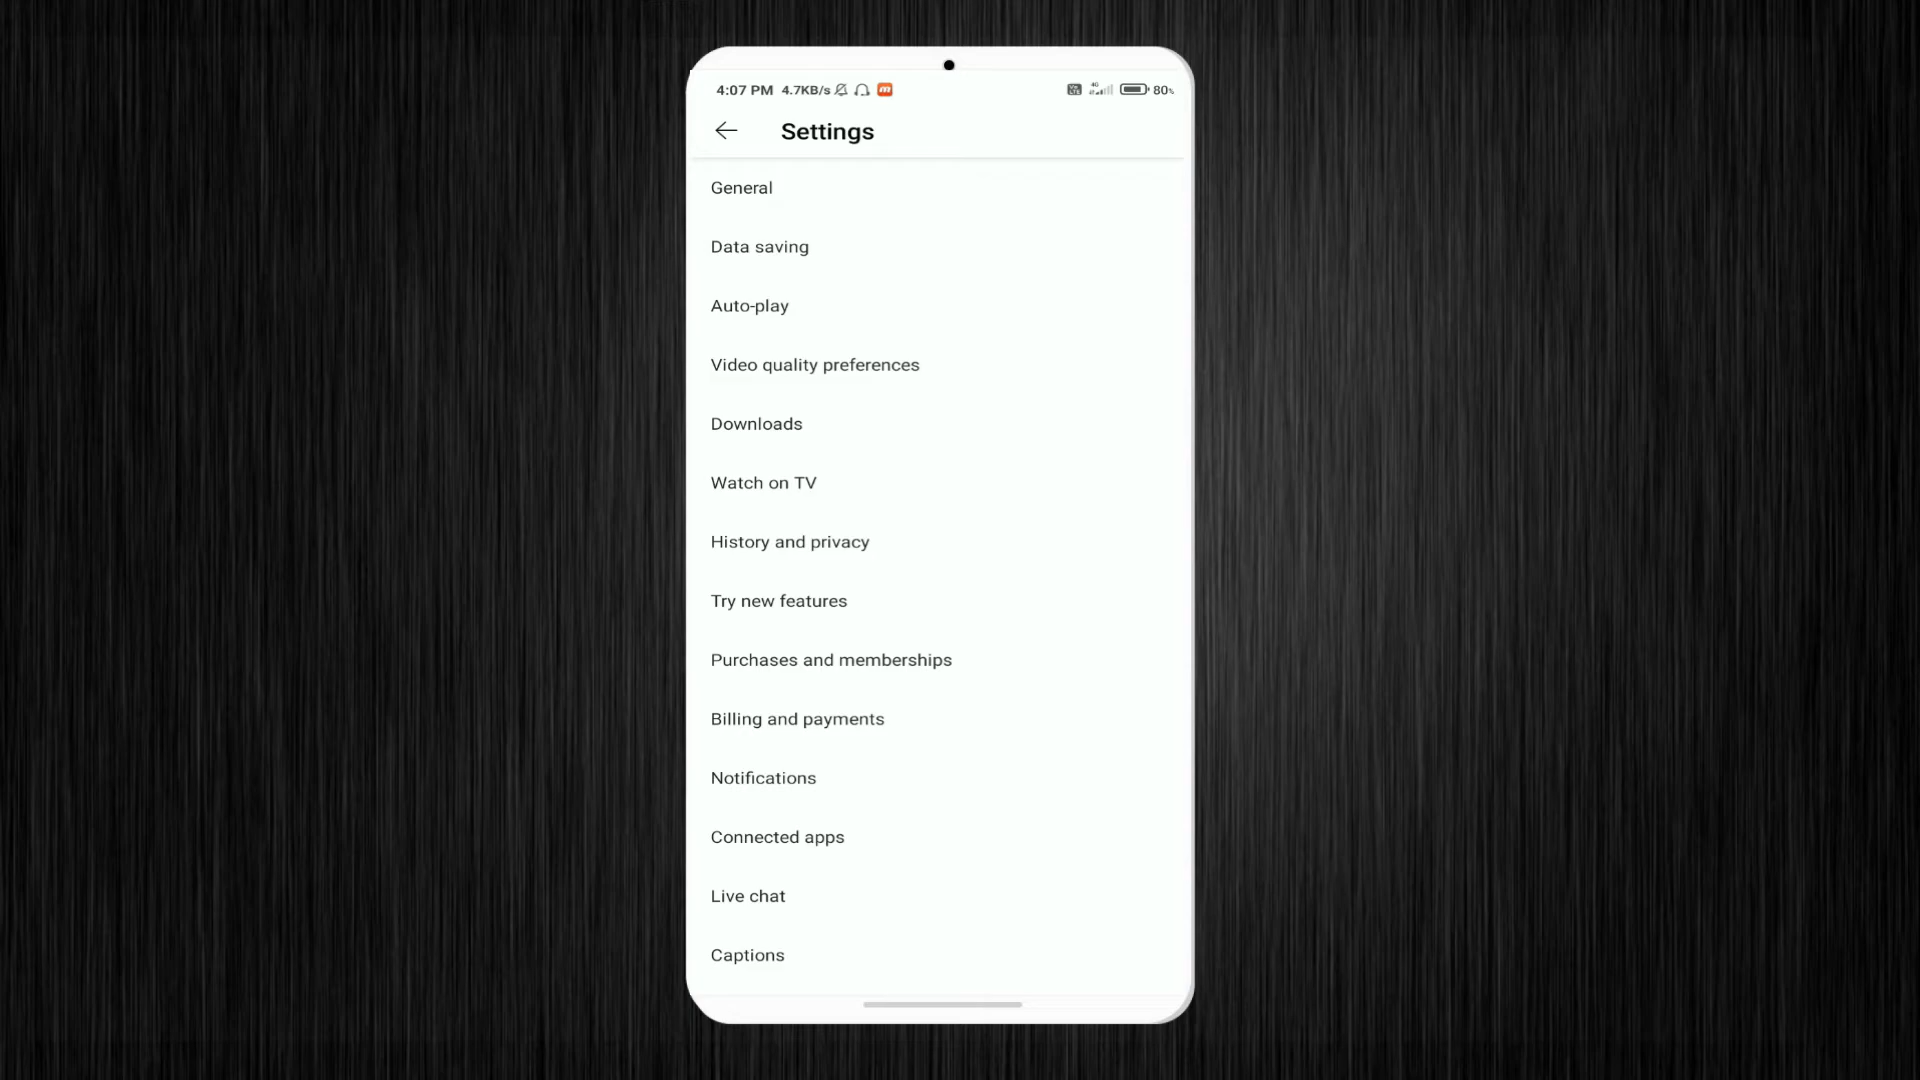 4:07 PM 4.7KB/s m 4G 80%
Settings
General
Data saving
Auto-play
Video quality preferences
Downloads
Watch on TV
History and privacy
Try new features
Purchases and memberships
Billing and payments
Notifications
Connected apps
Live chat
Captions